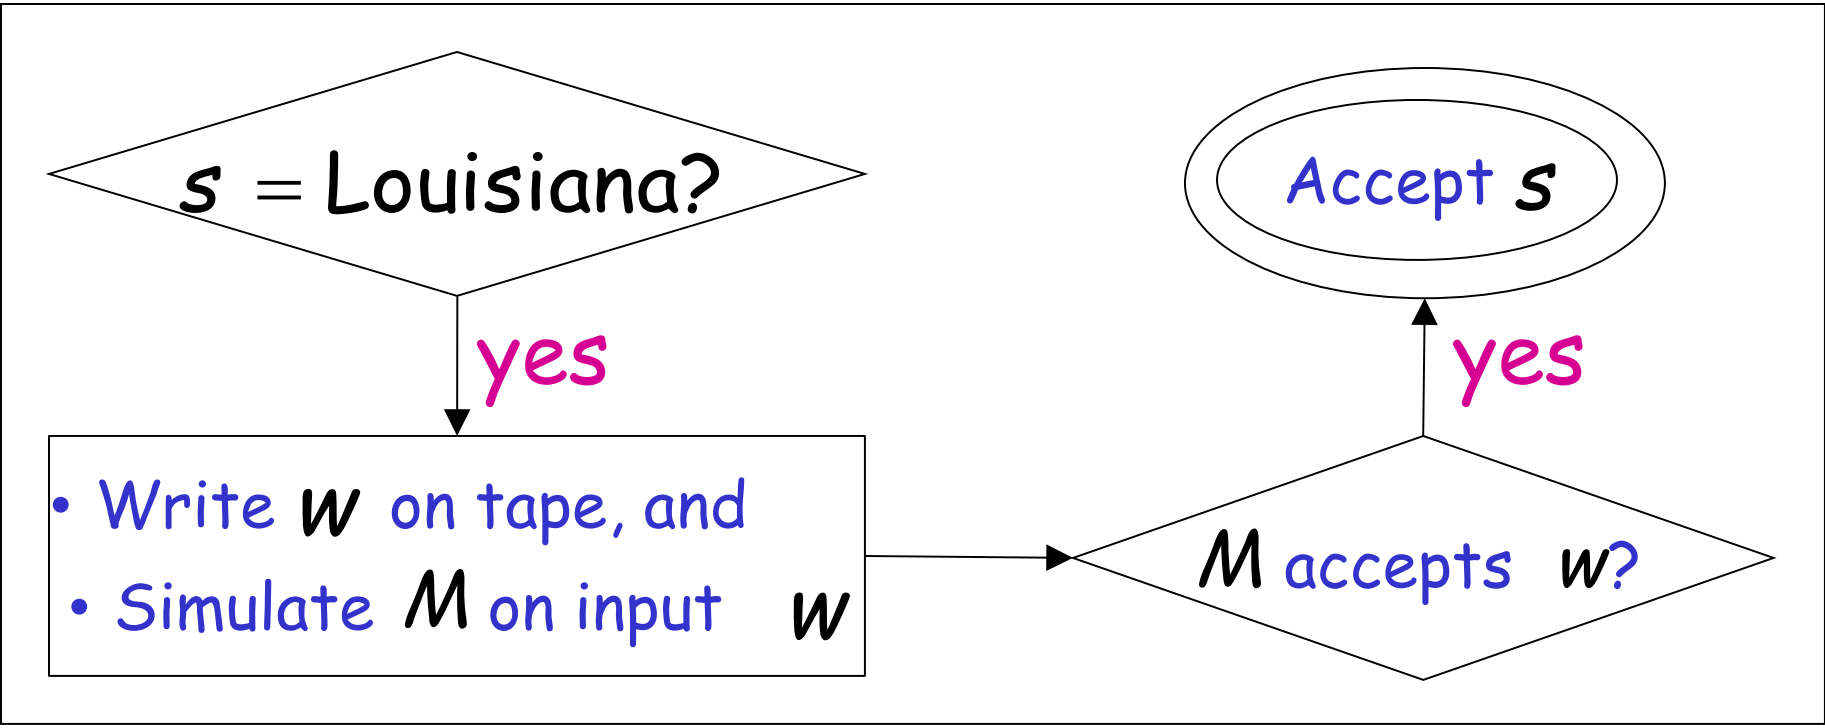 s = Louisiana?
yes
• Write w on tape, and
• Simulate M on input w
M accepts w?
yes
Accept s